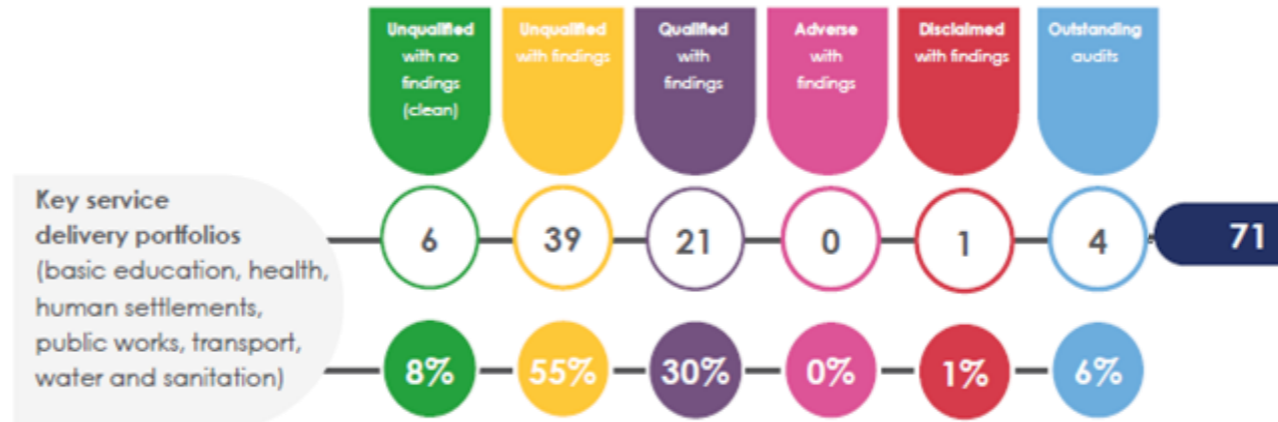 Unqualified
with no
findings
(clean)
Unqualified
with findings
Qualified
with
findings
Adverse
with
findings
Disclaimed
with findings
Outstanding
audits
Key service
delivery portfolios
(basic education, health,
human settlements,
public works, transport,
water and sanitation)
6 39 21 0 1 4 71
8% 55% 30% 0% 1% 6%